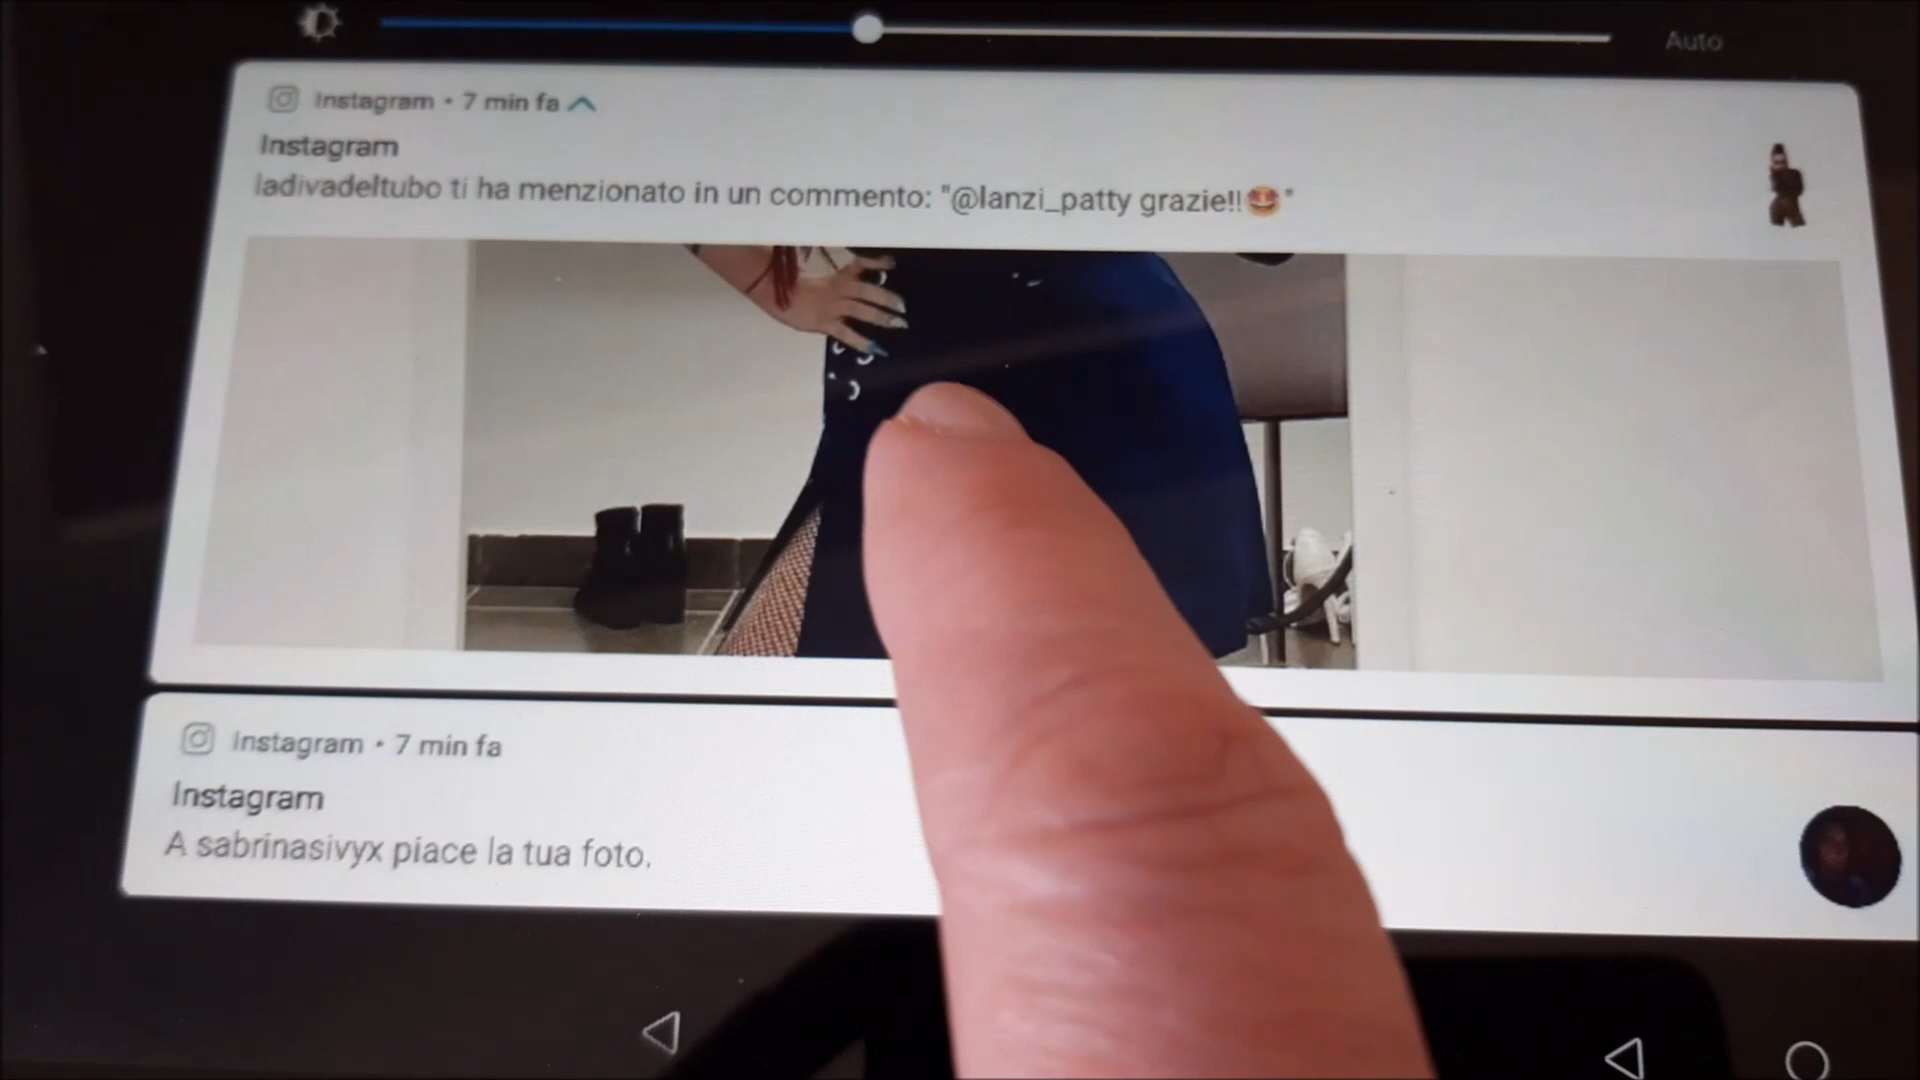 Auto
Instagram • 7 min fa
Instagram
ladivadeltubo ti ha menzionato in un commento: "@lanzi_patty grazie!!🤩"
Instagram • 7 min fa
Instagram
A sabrinasivyx piace la tua foto.